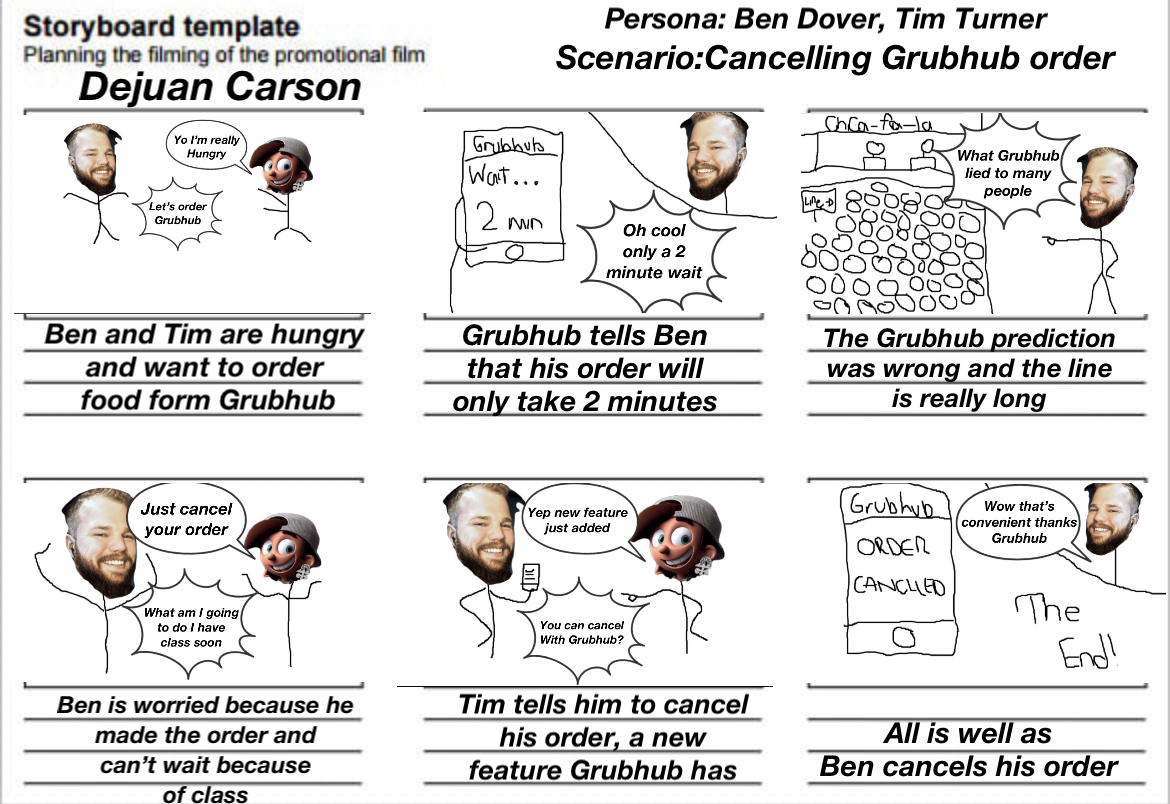 Storyboard template
Planning the filming of the promotional film
Dejuan Carson
Persona: Ben Dover, Tim Turner
Scenario:Cancelling Grubhub order
Yo I'm really
Hungry
Let's order
Grubhub
Ben and Tim are hungry
and want to order
food form Grubhub
Grubhub
Wait...
2 min
Oh cool
only a 2
minute wait
Grubhub tells Ben
that his order will
only take 2 minutes
Chica-fa-la
Line
What Grubhub
lied to many
people
The Grubhub prediction
was wrong and the line
is really long
Just cancel
your order
What am I going
to do I have
class soon
Ben is worried because he
made the order and
can't wait because
of class
Yep new feature
just added
You can cancel
With Grubhub?
Tim tells him to cancel
his order, a new
feature Grubhub has
Grubhub
ORDER
CANCLLED
Wow that's
convenient thanks
Grubhub
The
End!
All is well as
Ben cancels his order